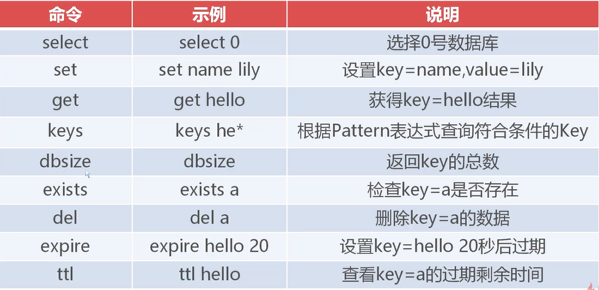 命令 示例 说明
select select 0 选择0号数据库
set set name lily 设置key=name,value=lily
get get hello 获得key=hello结果
keys keys he* 根据Pattern表达式查询符合条件的Key
dbsize dbsize 返回key的总数
exists exists a 检查key=a是否存在
del del a 删除key=a的数据
expire expire hello 20 设置key=hello 20秒后过期
ttl ttl hello 查看key=a的过期剩余时间